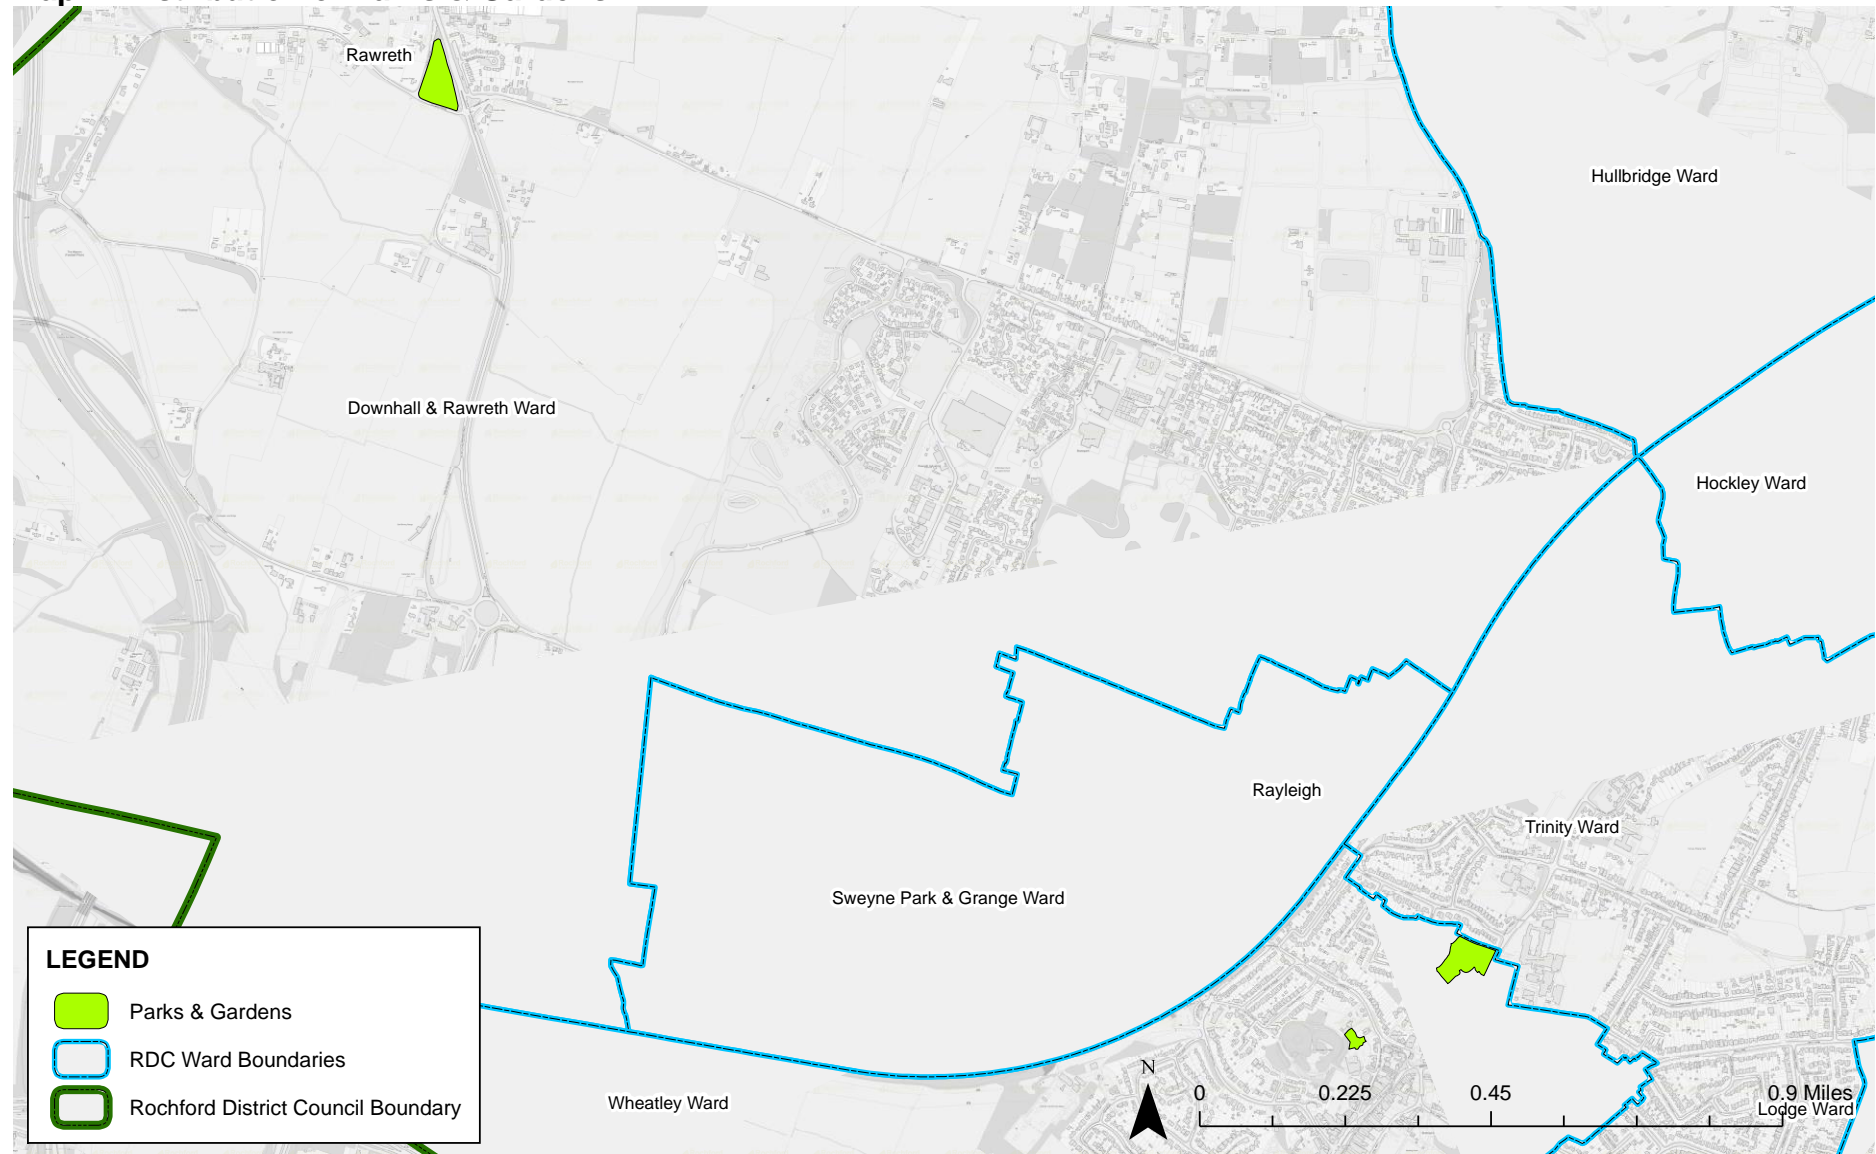 Rawreth
Hullbridge Ward
Downhall & Rawreth Ward
Hockley Ward
Rayleigh
Trinity Ward
Sweyne Park & Grange Ward
Wheatley Ward
LEGEND
Parks & Gardens
RDC Ward Boundaries
Rochford District Council Boundary
N
0 0.225 0.45 0.9 Miles
Lodge Ward